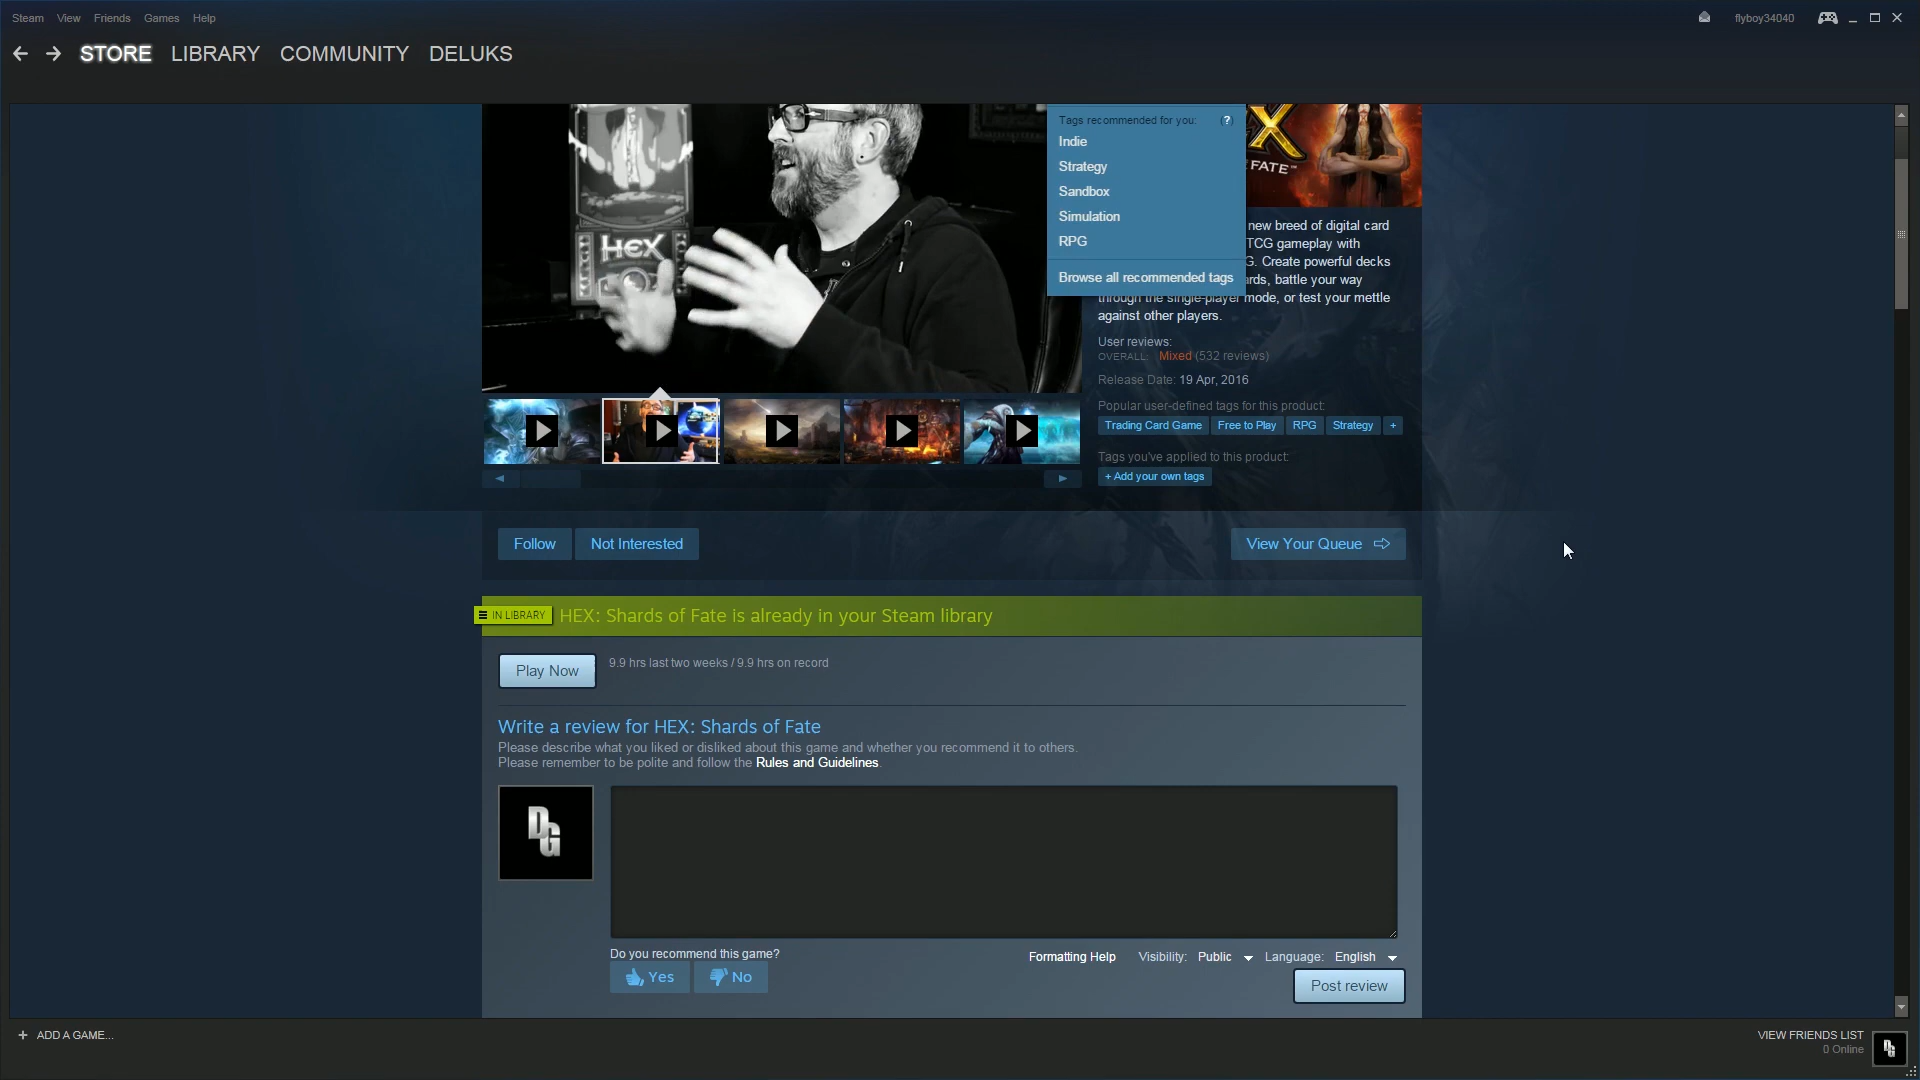 Steam View Friends Games Help
flyboy34040
STORE LIBRARY COMMUNITY DELUKS
Tags recommended for you: (?)
Indie
Strategy
Sandbox
Simulation
RPG
Browse all recommended tags
HEX
FATE™
new breed of digital card
TCG gameplay with
G. Create powerful decks
rds, battle your way
through the single-player mode, or test your mettle
against other players.
User reviews:
OVERALL: Mixed (532 reviews)
Release Date: 19 Apr, 2016
Popular user-defined tags for this product:
Trading Card Game Free to Play RPG Strategy +
Tags you've applied to this product:
+ Add your own tags
Follow Not Interested View Your Queue
IN LIBRARY HEX: Shards of Fate is already in your Steam library
Play Now 9.9 hrs last two weeks / 9.9 hrs on record
Write a review for HEX: Shards of Fate
Please describe what you liked or disliked about this game and whether you recommend it to others.
Please remember to be polite and follow the Rules and Guidelines.
DG
Do you recommend this game?
Yes No
Formatting Help Visibility: Public Language: English
Post review
+ ADD A GAME...
VIEW FRIENDS LIST
0 Online
DG